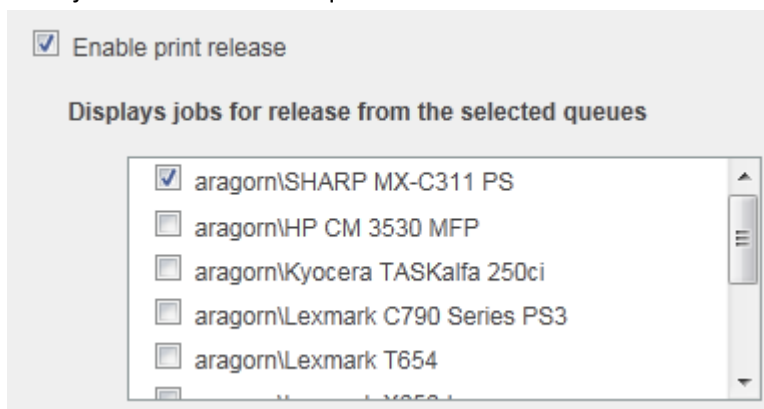 Enable print release
Displays jobs for release from the selected queues
aragorn\SHARP MX-C311 PS
aragorn\HP CM 3530 MFP
aragorn\Kyocera TASKalfa 250ci
aragorn\Lexmark C790 Series PS3
aragorn\Lexmark T654